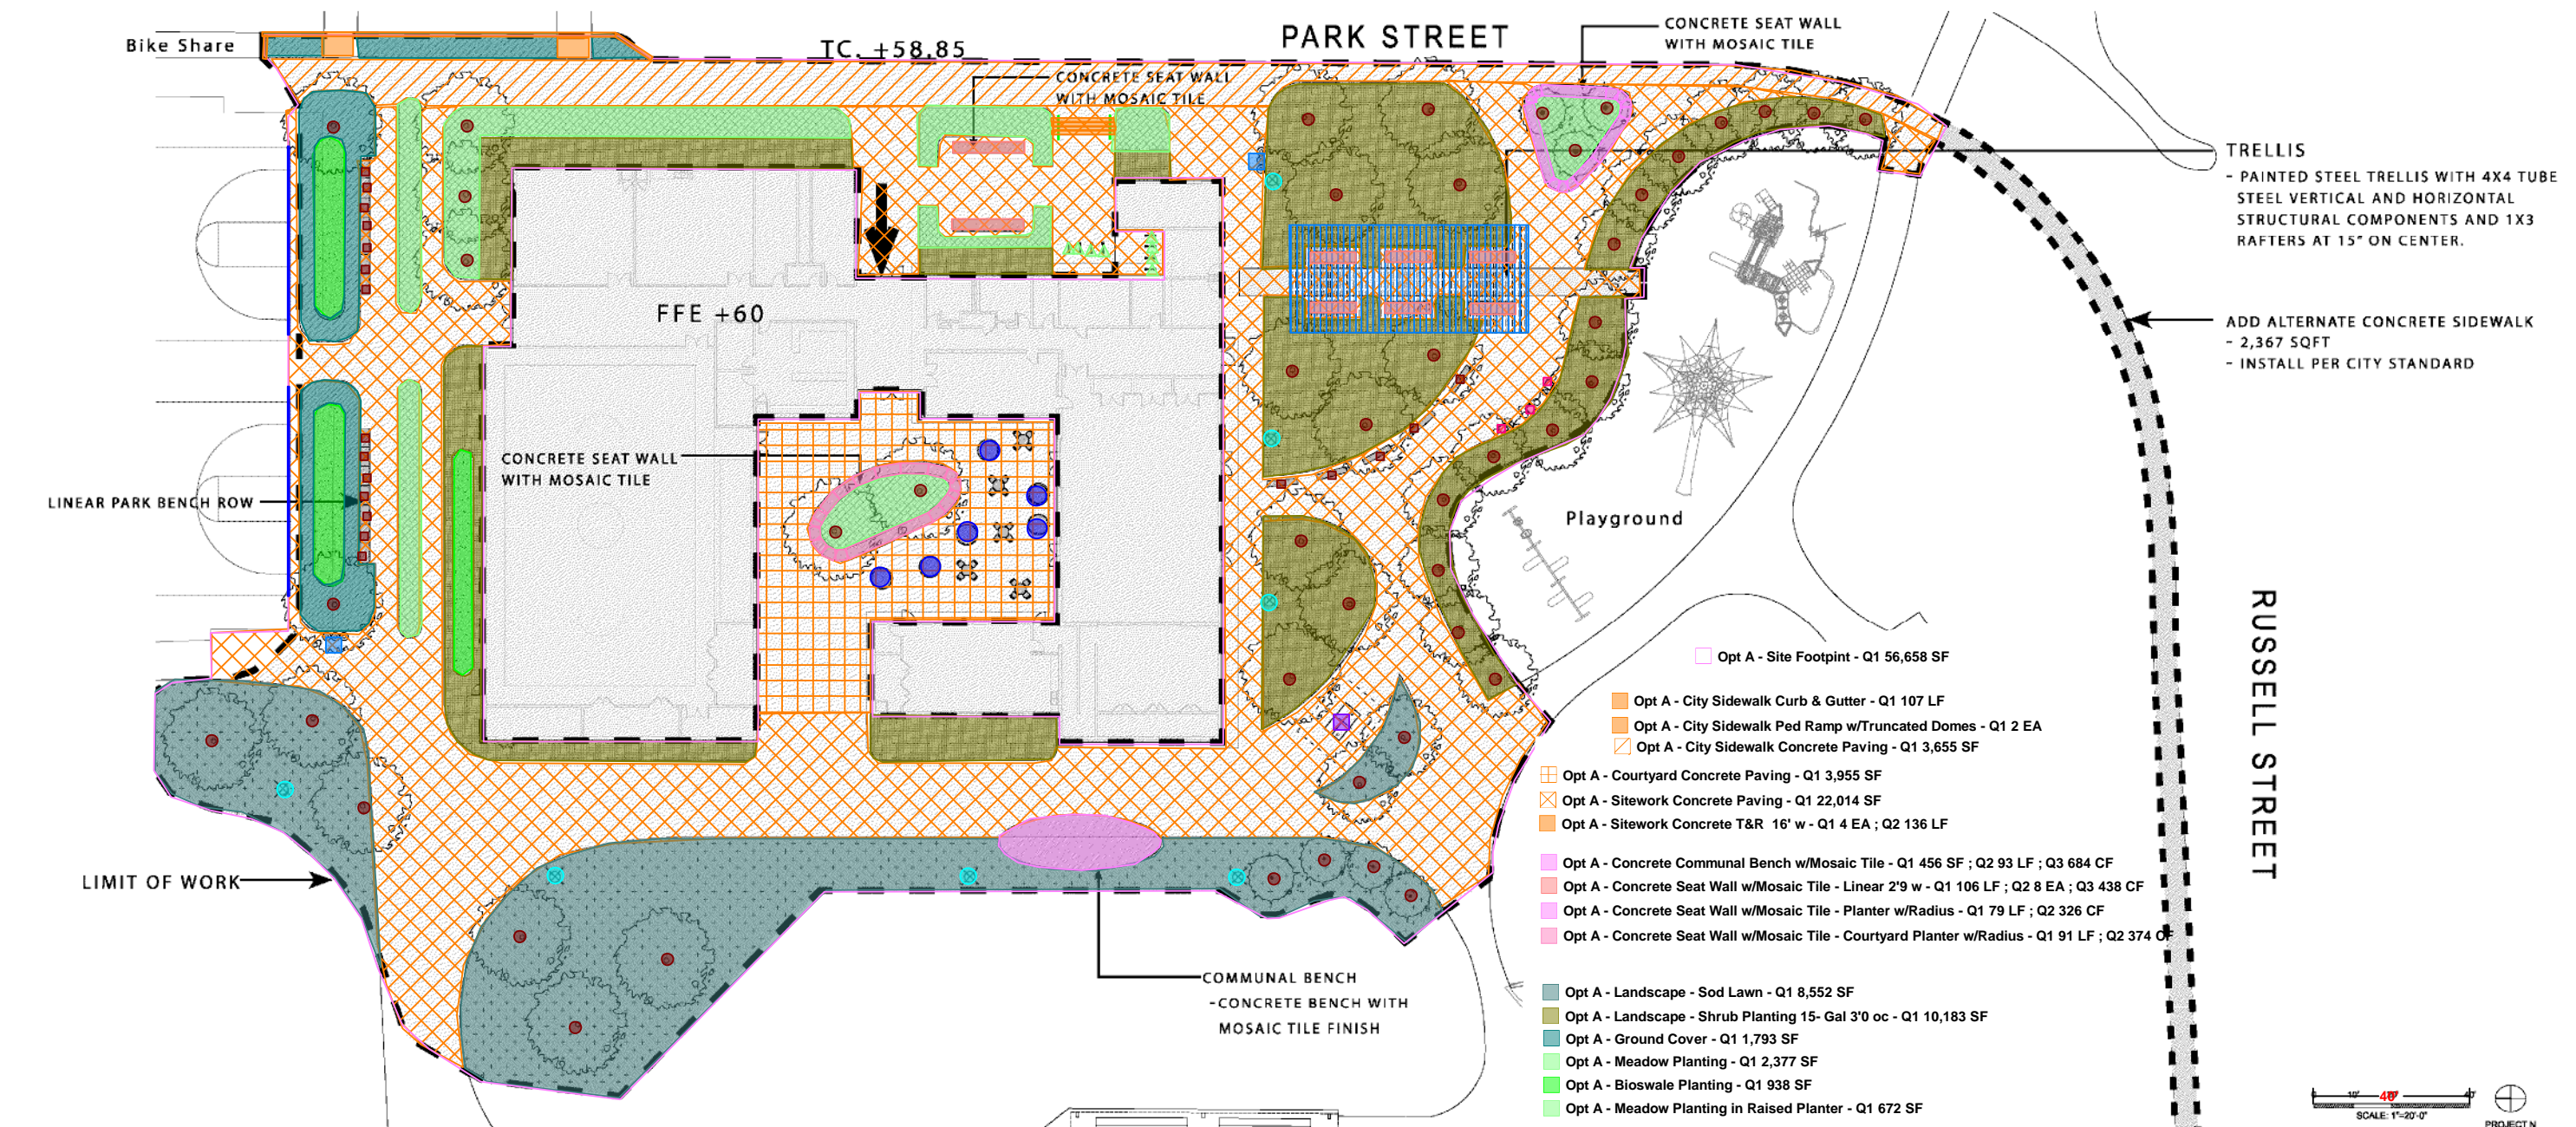 PARK STREET
CONCRETE SEAT WALL
WITH MOSAIC TILE
Bike Share
TC. +58.85
CONCRETE SEAT WALL
WITH MOSAIC TILE
TRELLIS
- PAINTED STEEL TRELLIS WITH 4X4 TUBE
STEEL VERTICAL AND HORIZONTAL
STRUCTURAL COMPONENTS AND 1X3
RAFTERS AT 15" ON CENTER.
FFE +60
ADD ALTERNATE CONCRETE SIDEWALK
- 2,367 SQFT
- INSTALL PER CITY STANDARD
CONCRETE SEAT WALL
WITH MOSAIC TILE
LINEAR PARK BENCH ROW
Playground
RUSSELL STREET
Opt A - Site Footpint - Q1 56,658 SF
Opt A - City Sidewalk Curb & Gutter - Q1 107 LF
Opt A - City Sidewalk Ped Ramp w/Truncated Domes - Q1 2 EA
Opt A - City Sidewalk Concrete Paving - Q1 3,655 SF
Opt A - Courtyard Concrete Paving - Q1 3,955 SF
Opt A - Sitework Concrete Paving - Q1 22,014 SF
Opt A - Sitework Concrete T&R 16' w - Q1 4 EA ; Q2 136 LF
Opt A - Concrete Communal Bench w/Mosaic Tile - Q1 456 SF ; Q2 93 LF ; Q3 684 CF
Opt A - Concrete Seat Wall w/Mosaic Tile - Linear 2'9 w - Q1 106 LF ; Q2 8 EA ; Q3 438 CF
Opt A - Concrete Seat Wall w/Mosaic Tile - Planter w/Radius - Q1 79 LF ; Q2 326 CF
Opt A - Concrete Seat Wall w/Mosaic Tile - Courtyard Planter w/Radius - Q1 91 LF ; Q2 374 CF
LIMIT OF WORK
COMMUNAL BENCH
-CONCRETE BENCH WITH
MOSAIC TILE FINISH
Opt A - Landscape - Sod Lawn - Q1 8,552 SF
Opt A - Landscape - Shrub Planting 15- Gal 3'0 oc - Q1 10,183 SF
Opt A - Ground Cover - Q1 1,793 SF
Opt A - Meadow Planting - Q1 2,377 SF
Opt A - Bioswale Planting - Q1 938 SF
Opt A - Meadow Planting in Raised Planter - Q1 672 SF
SCALE: 1"=20'-0"
PROJECT N